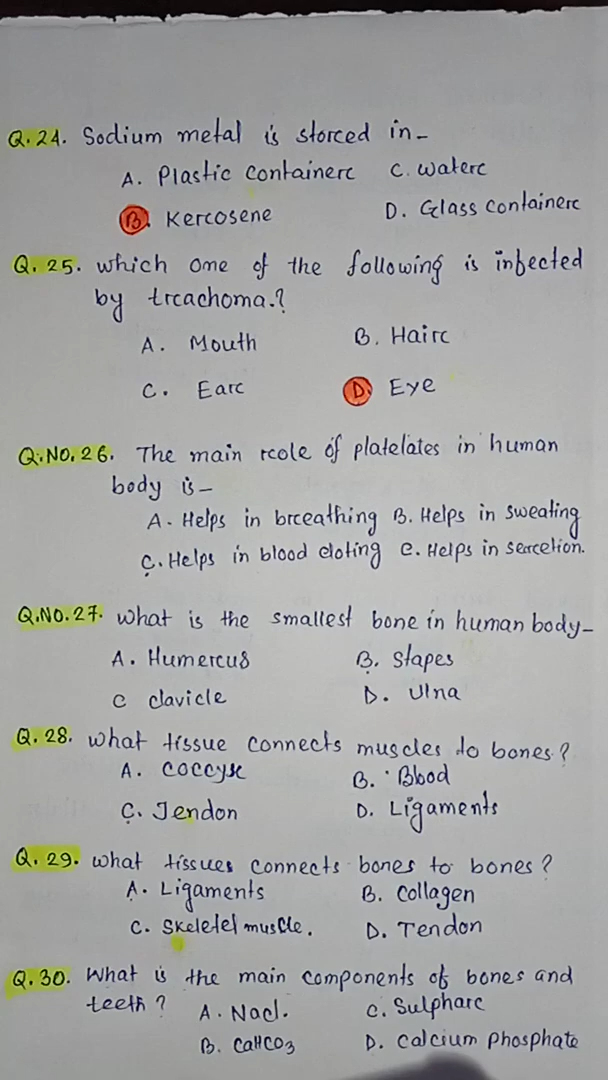 Q.24. Sodium metal is storced in-
A. Plastic Containerc C. waterc
B. Kercosene D. Glass containerc
Q. 25. which one of the following is infected
by trcachoma.?
A. Mouth B. Hairc
C. Earc D. Eye
Q.NO.26. The main rcole of platelates in human
body is-
A. Helps in brceathing B. Helps in sweating
C. Helps in blood cloting C. Helps in sercetion.
Q.NO.27. what is the smallest bone in human body-
A. Humercus B. Stapes
C clavicle D. Ulna
Q. 28. what tissue connects muscles to bones?
A. coccyx B. Blood
C. Tendon D. Ligaments
Q. 29. what tissues connects bones to bones?
A. Ligaments B. Collagen
C. Skeletel muscle. D. Tendon
Q.30. What is the main components of bones and
teeth? A. Nacl. C. Sulpharc
B. CaHCO3 D. Calcium Phosphate